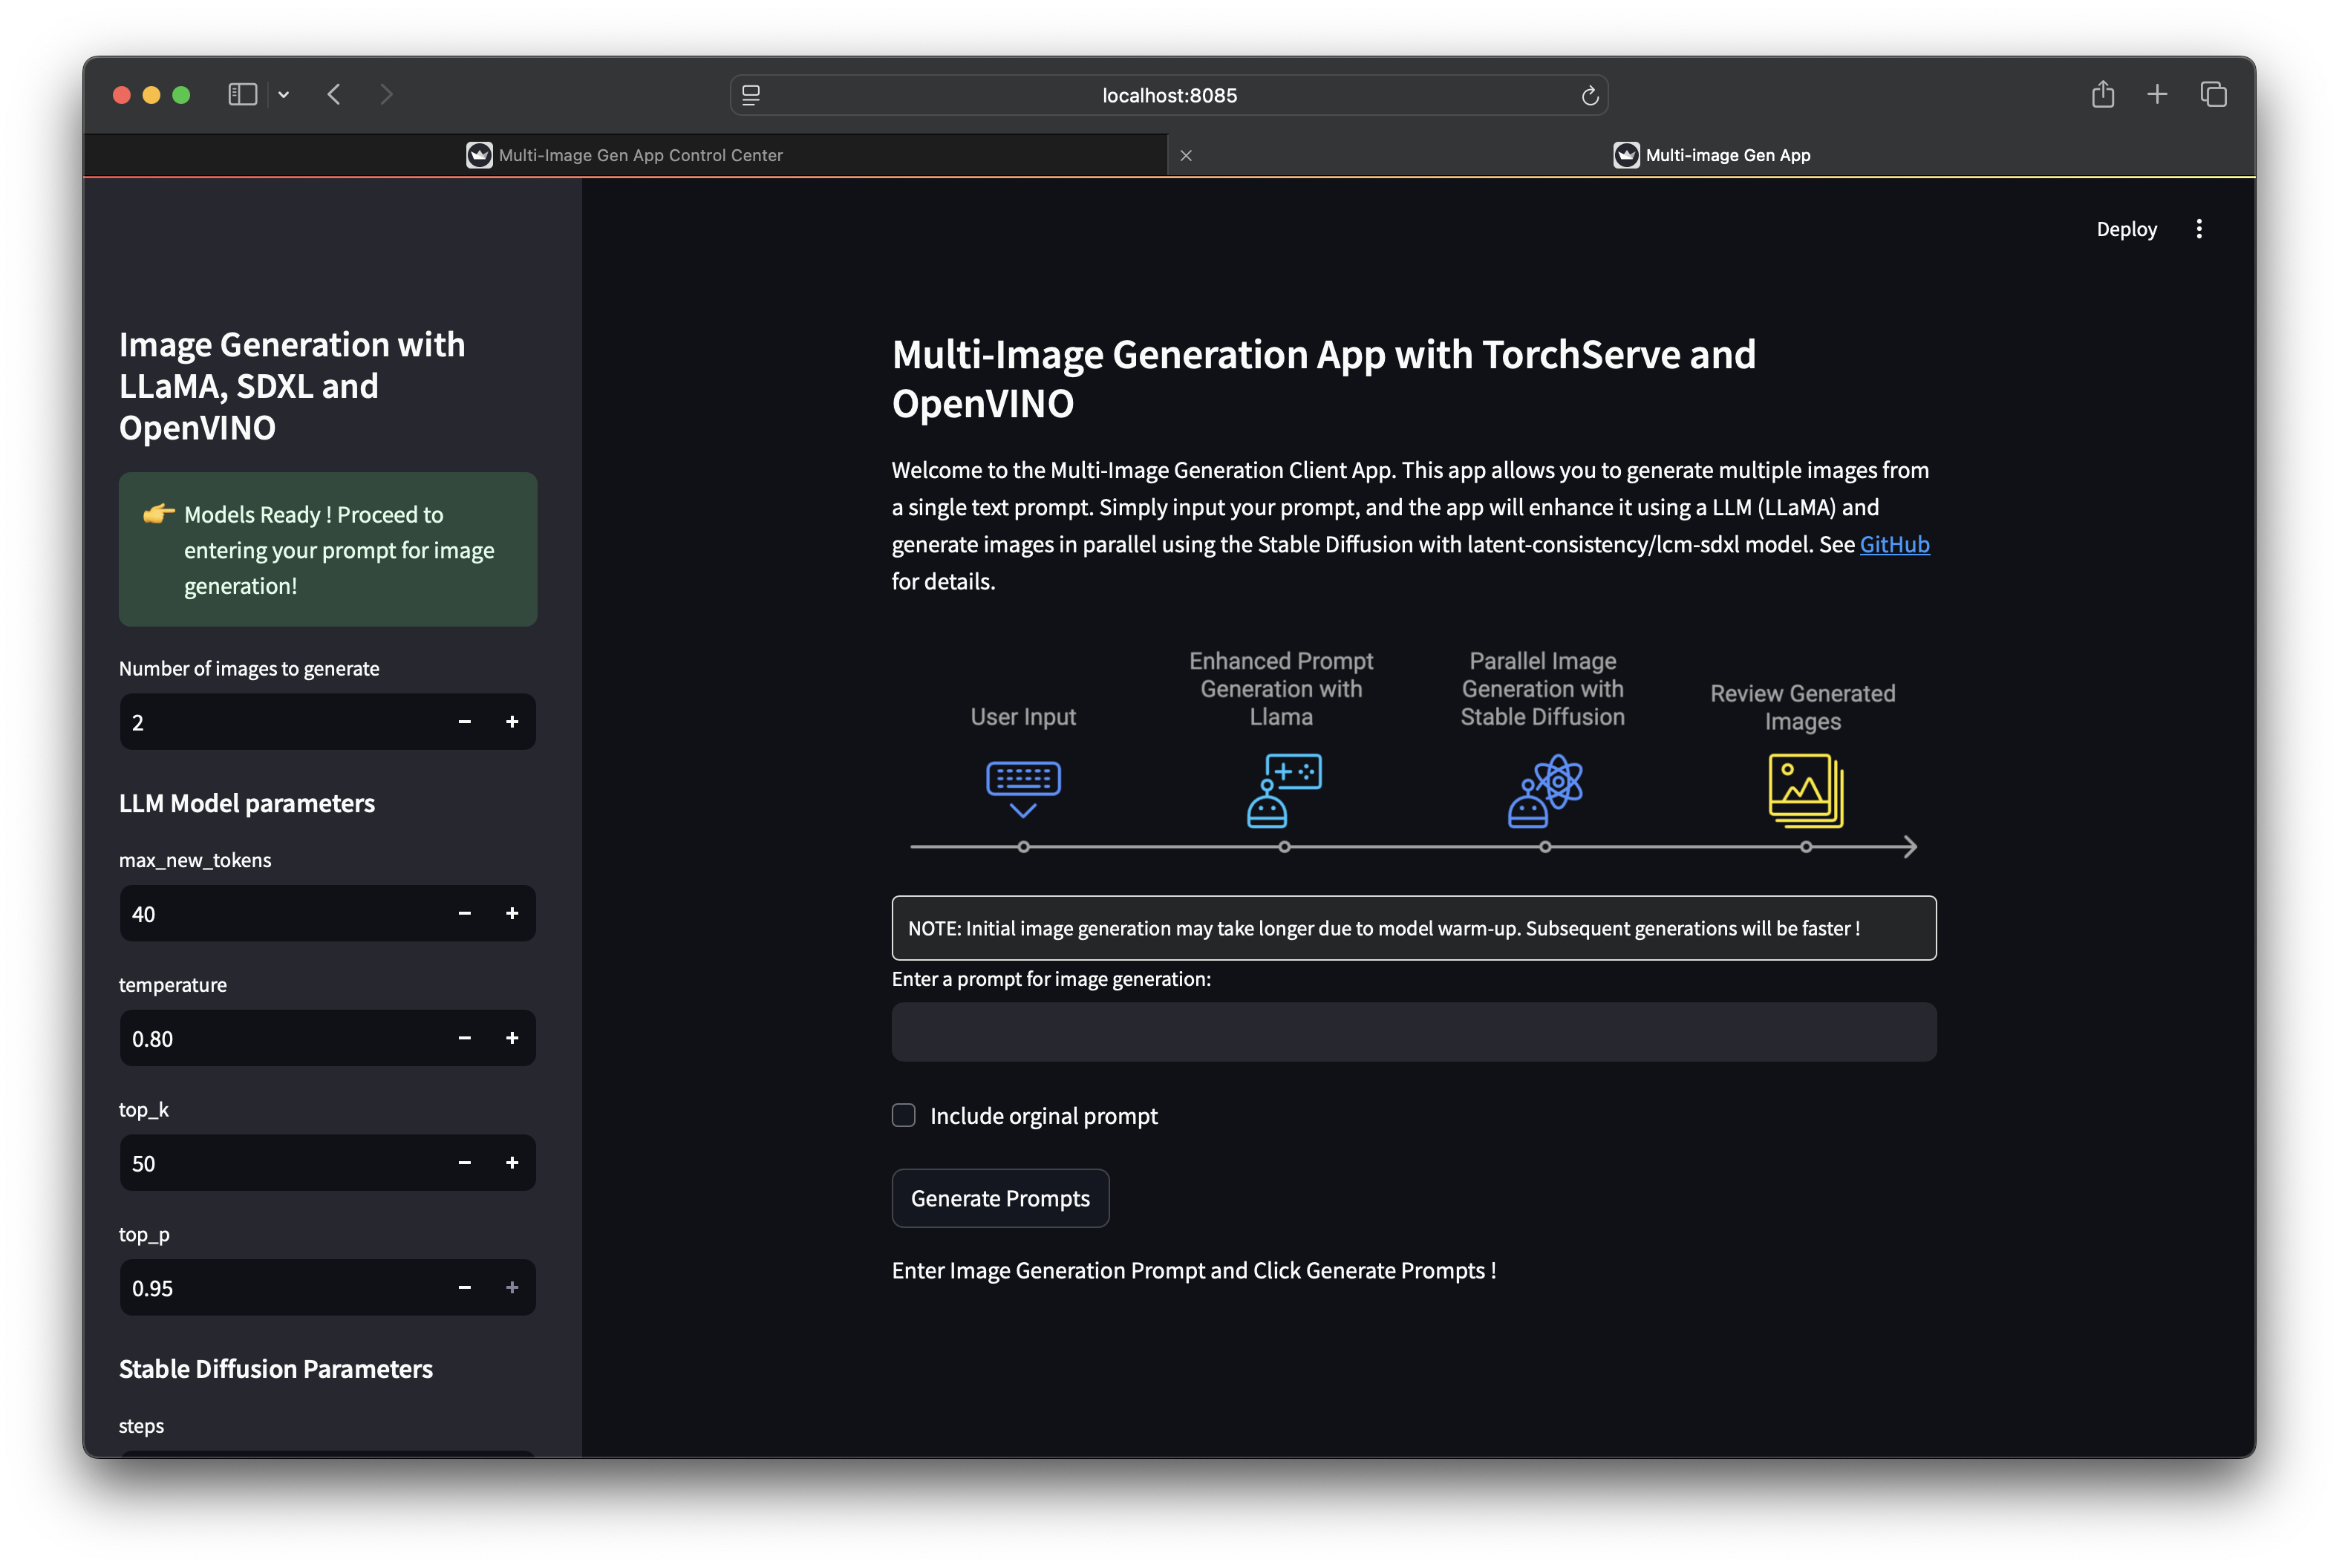 localhost:8085
Multi-Image Gen App Control Center
Multi-image Gen App
Deploy
Image Generation with
LLaMA, SDXL and
OpenVINO
👉 Models Ready ! Proceed to
entering your prompt for image
generation!
Number of images to generate
2
LLM Model parameters
max_new_tokens
40
temperature
0.80
top_k
50
top_p
0.95
Stable Diffusion Parameters
steps
Multi-Image Generation App with TorchServe and
OpenVINO
Welcome to the Multi-Image Generation Client App. This app allows you to generate multiple images from
a single text prompt. Simply input your prompt, and the app will enhance it using a LLM (LLaMA) and
generate images in parallel using the Stable Diffusion with latent-consistency/lcm-sdxl model. See GitHub
for details.
User Input
Enhanced Prompt
Generation with
Llama
Parallel Image
Generation with
Stable Diffusion
Review Generated
Images
NOTE: Initial image generation may take longer due to model warm-up. Subsequent generations will be faster !
Enter a prompt for image generation:
Include orginal prompt
Generate Prompts
Enter Image Generation Prompt and Click Generate Prompts !